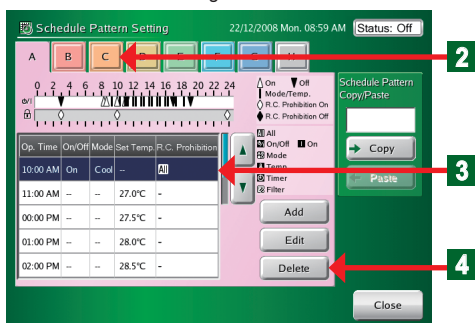 Schedule Pattern Setting 22/12/2008 Mon. 08:59 AM Status: Off
A B C
2
0 2 4 6 8 10 12 14 16 18 20 22 24
On Off
Mode/Temp.
R.C. Prohibition On
R.C. Prohibition Off
Schedule Pattern
Copy/Paste
All
On/Off On
Mode
Temp.
Timer
Filter
Copy
Paste
Op. Time On/Off Mode Set Temp. R.C. Prohibition
10:00 AM On Cool -- All
3
11:00 AM -- -- 27.0°C -
00:00 PM -- -- 27.5°C -
01:00 PM -- -- 28.0°C -
02:00 PM -- -- 28.5°C -
Add
Edit
Delete
4
Close